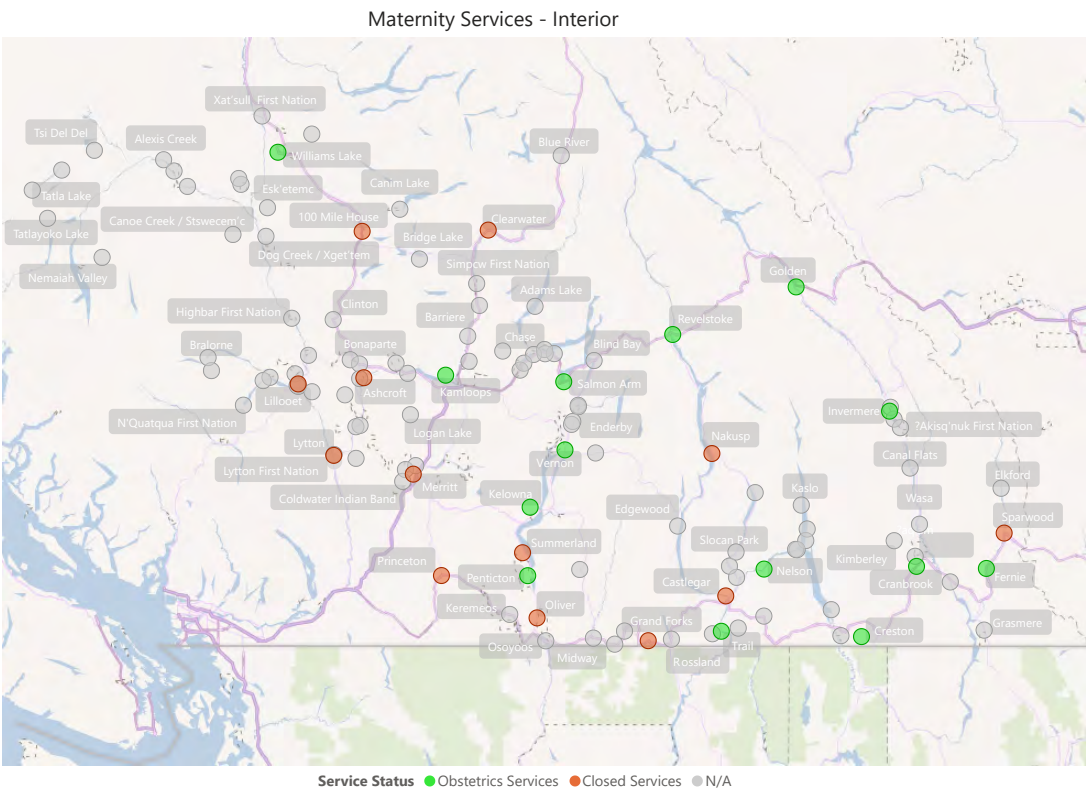 Maternity Services - Interior
Xat'sull First Nation
Tsi Del Del
Alexis Creek
Blue River
Williams Lake
Tatla Lake
Esk'etemc
Canim Lake
Canoe Creek / Stswecem'c
100 Mile House
Clearwater
Tatlayoko Lake
Bridge Lake
Dog Creek / Xget'tem
Simpcw First Nation
Nemaiah Valley
Golden
Adams Lake
Highbar First Nation
Clinton
Barriere
Revelstoke
Bralorne
Bonaparte
Chase
Blind Bay
Lillooet
Ashcroft
Kamloops
Salmon Arm
N'Quatqua First Nation
Logan Lake
Enderby
Invermere
?Akisq'nuk First Nation
Lytton
Nakusp
Lytton First Nation
Vernon
Canal Flats
Coldwater Indian Band
Merritt
Kelowna
Kaslo
Elkford
Edgewood
Wasa
Sparwood
Summerland
Slocan Park
Kimberley
Princeton
Penticton
Castlegar
Nelson
Cranbrook
Fernie
Keremeos
Oliver
Grand Forks
Grasmere
Osoyoos
Midway
Rossland
Trail
Creston
Service Status Obstetrics Services Closed Services N/A